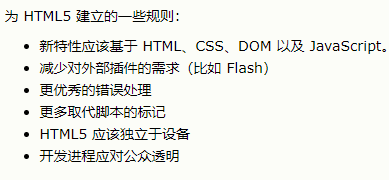 为 HTML5 建立的一些规则：
新特性应该基于 HTML、CSS、DOM 以及 JavaScript。
减少对外部插件的需求（比如 Flash）
更优秀的错误处理
更多取代脚本的标记
HTML5 应该独立于设备
开发进程应对公众透明